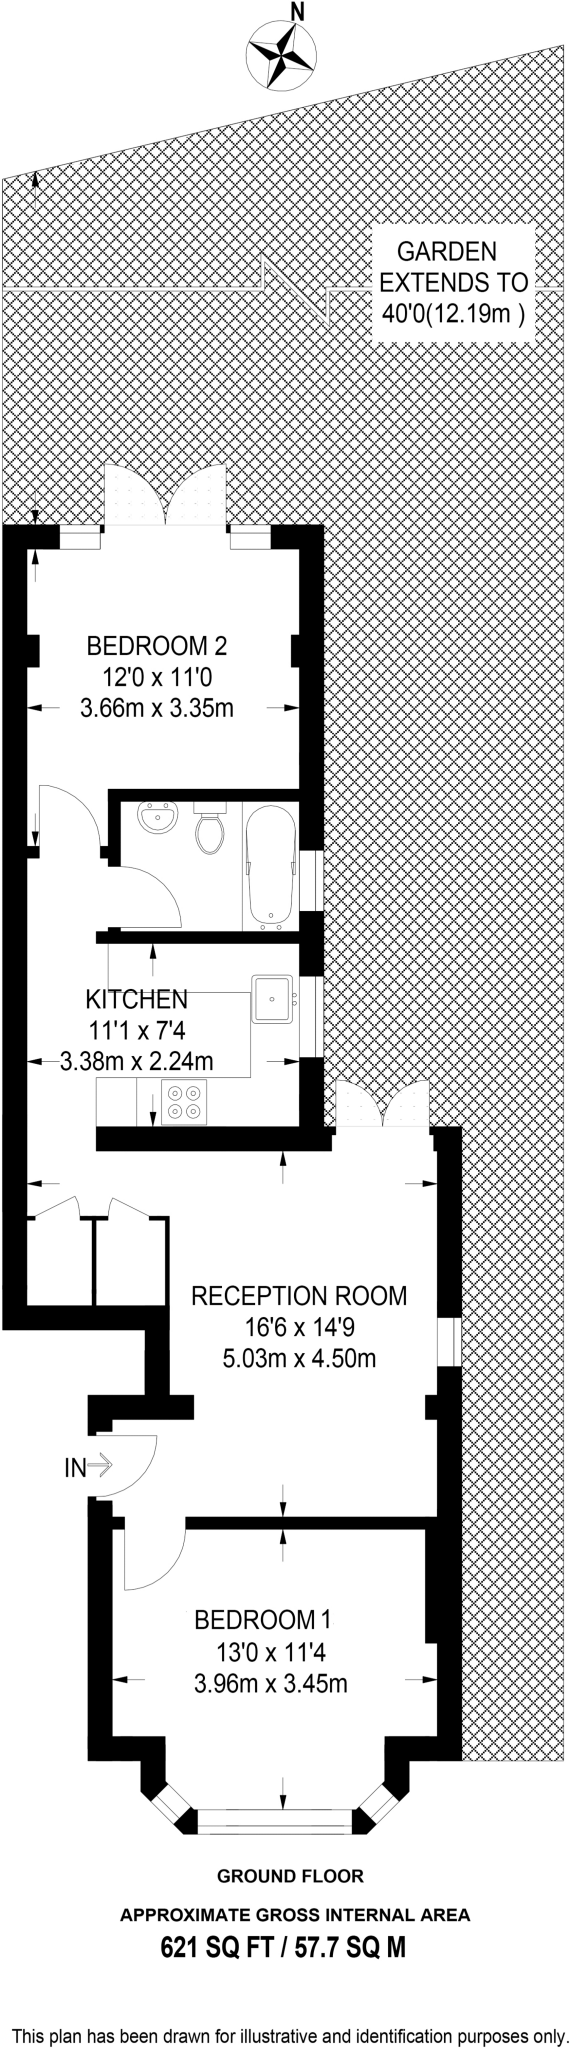 N
GARDEN
EXTENDS TO
40'0(12.19m )
BEDROOM 2
12'0 x 11'0
3.66m x 3.35m
KITCHEN
11'1 x 7'4
3.38m x 2.24m
RECEPTION ROOM
16'6 x 14'9
5.03m x 4.50m
IN
BEDROOM 1
13'0 x 11'4
3.96m x 3.45m
GROUND FLOOR
APPROXIMATE GROSS INTERNAL AREA
621 SQ FT / 57.7 SQ M
This plan has been drawn for illustrative and identification purposes only.